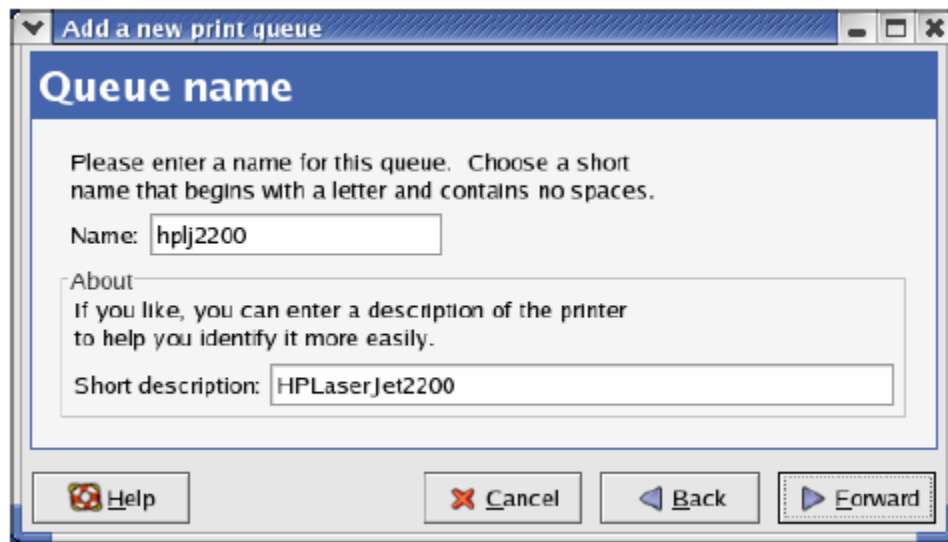 Add a new print queue
Queue name
Please enter a name for this queue.  Choose a short
name that begins with a letter and contains no spaces.
Name: hplj2200
About
If you like, you can enter a description of the printer
to help you identify it more easily.
Short description: HPLaserJet2200
Help Cancel Back Forward